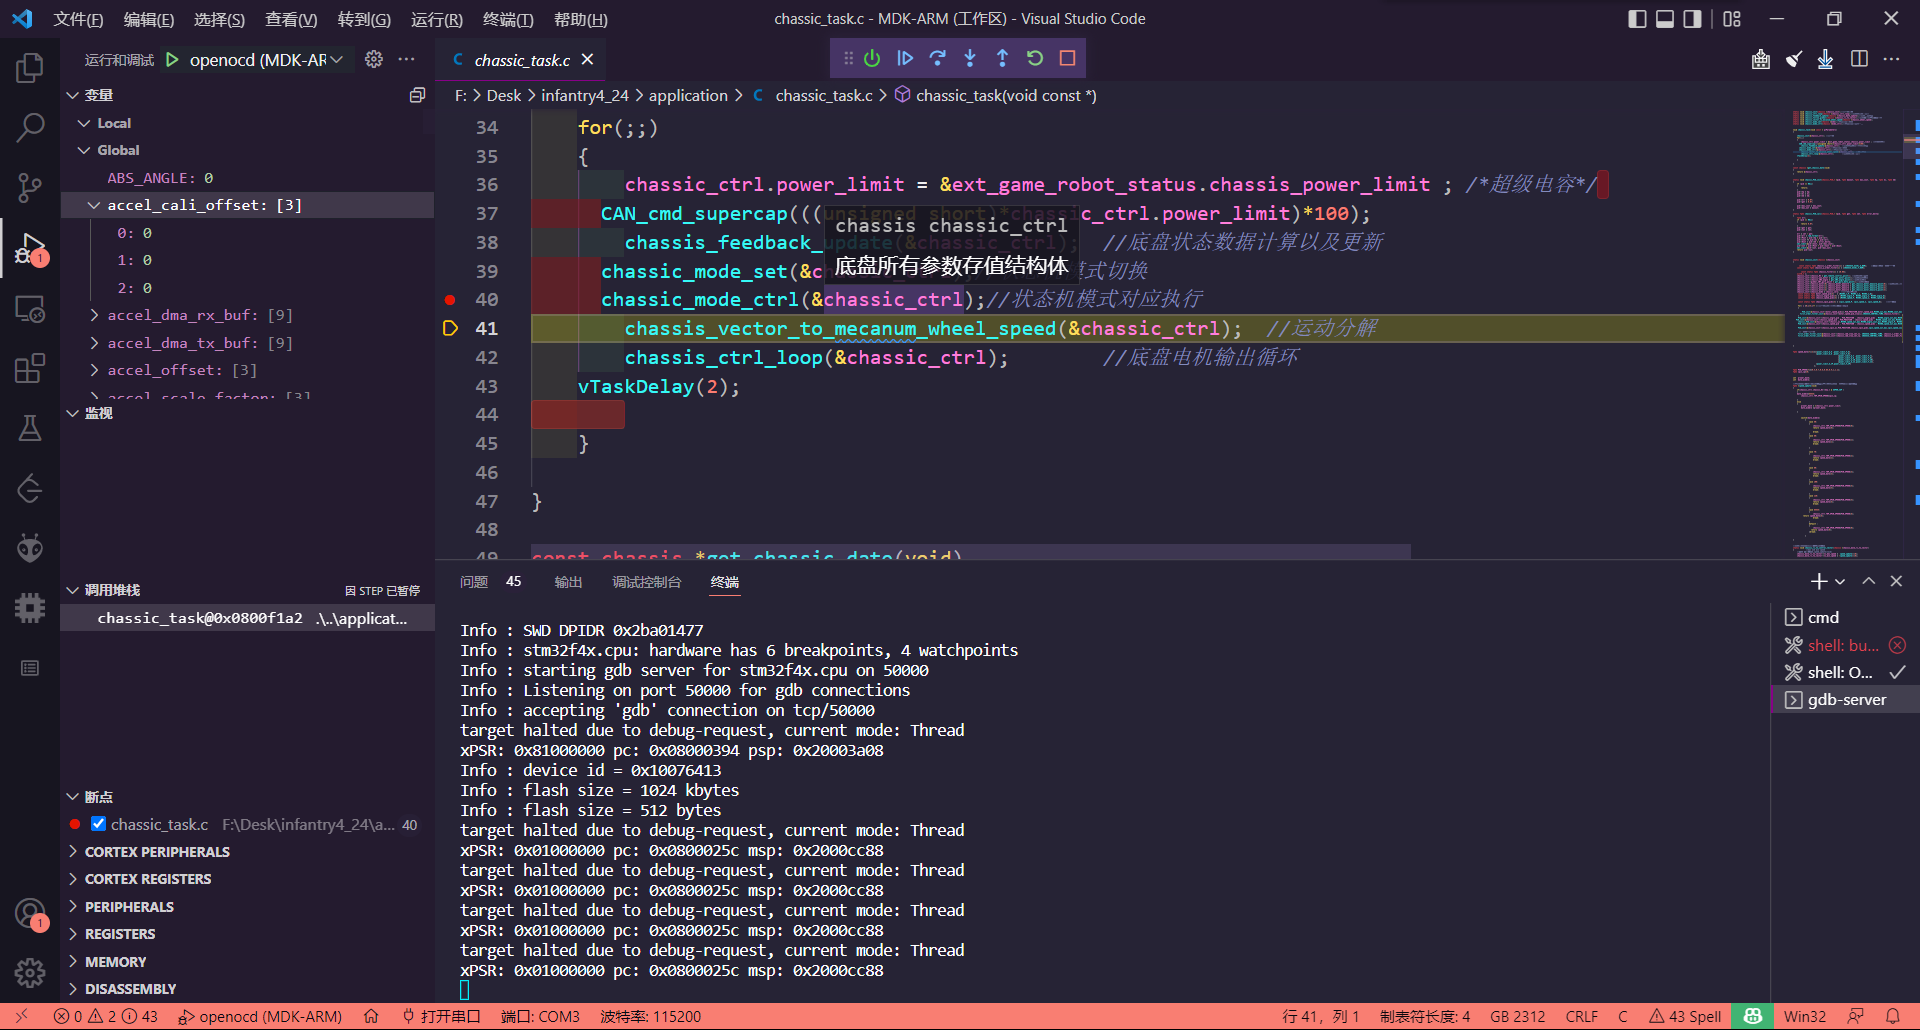 文件(F) 编辑(E) 选择(S) 查看(V) 转到(G) 运行(R) 终端(T) 帮助(H)
chassic_task.c - MDK-ARM (工作区) - Visual Studio Code
运行和调试 openocd (MDK-AR
chassic_task.c
变量
Local
Global
ABS_ANGLE: 0
accel_cali_offset: [3]
0: 0
1: 0
2: 0
accel_dma_rx_buf: [9]
accel_dma_tx_buf: [9]
accel_offset: [3]
accel_scale_factor: [3]
监视
调用堆栈 因 STEP 已暂停
chassic_task@0x0800f1a2 .\..\applicat...
断点
chassic_task.c F:\Desk\infantry4_24\a... 40
CORTEX PERIPHERALS
CORTEX REGISTERS
PERIPHERALS
REGISTERS
MEMORY
DISASSEMBLY
1
1
F: > Desk > infantry4_24 > application > C chassic_task.c > chassic_task(void const *)
34 for(;;)
35 {
36 chassic_ctrl.power_limit = &ext_game_robot_status.chassis_power_limit ; /*超级电容*/
37 CAN_cmd_supercap(((unsigned short)*chassic_ctrl.power_limit)*100);
38 chassis_feedback_update(&chassic_ctrl); //底盘状态数据计算以及更新
chassis chassic_ctrl
底盘所有参数存值结构体
39 chassic_mode_set(&ch 模式切换
40 chassic_mode_ctrl(&chassic_ctrl);//状态机模式对应执行
41 chassis_vector_to_mecanum_wheel_speed(&chassic_ctrl); //运动分解
42 chassis_ctrl_loop(&chassic_ctrl); //底盘电机输出循环
43 vTaskDelay(2);
44
45 }
46
47 }
48
49 const chassis *get_chassic_date(void)
问题 45 输出 调试控制台 终端
Info : SWD DPIDR 0x2ba01477
Info : stm32f4x.cpu: hardware has 6 breakpoints, 4 watchpoints
Info : starting gdb server for stm32f4x.cpu on 50000
Info : Listening on port 50000 for gdb connections
Info : accepting 'gdb' connection on tcp/50000
target halted due to debug-request, current mode: Thread
xPSR: 0x81000000 pc: 0x08000394 psp: 0x20003a08
Info : device id = 0x10076413
Info : flash size = 1024 kbytes
Info : flash size = 512 bytes
target halted due to debug-request, current mode: Thread
xPSR: 0x01000000 pc: 0x0800025c msp: 0x2000cc88
target halted due to debug-request, current mode: Thread
xPSR: 0x01000000 pc: 0x0800025c msp: 0x2000cc88
target halted due to debug-request, current mode: Thread
xPSR: 0x01000000 pc: 0x0800025c msp: 0x2000cc88
target halted due to debug-request, current mode: Thread
xPSR: 0x01000000 pc: 0x0800025c msp: 0x2000cc88
cmd
shell: bu...
shell: O...
gdb-server
0 2 43 openocd (MDK-ARM) 打开串口 端口: COM3 波特率: 115200 行 41，列 1 制表符长度: 4 GB 2312 CRLF C 43 Spell Win32